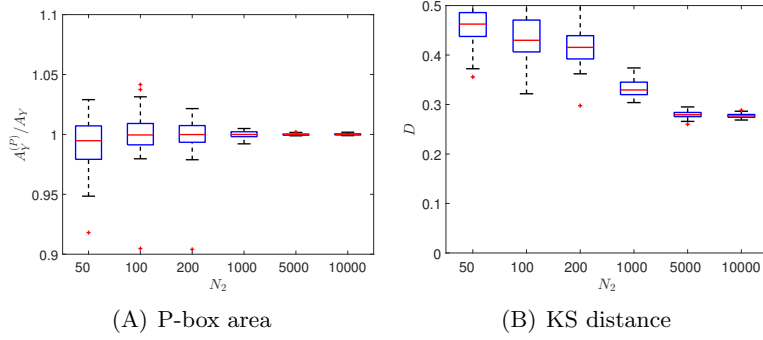 1.1
1.05
1
0.95
0.9
A_Y^{(P)}/A_Y
50 100 200 1000 5000 10000
N_2
(A) P-box area
0.5
0.4
0.3
0.2
0.1
0
D
50 100 200 1000 5000 10000
N_2
(B) KS distance